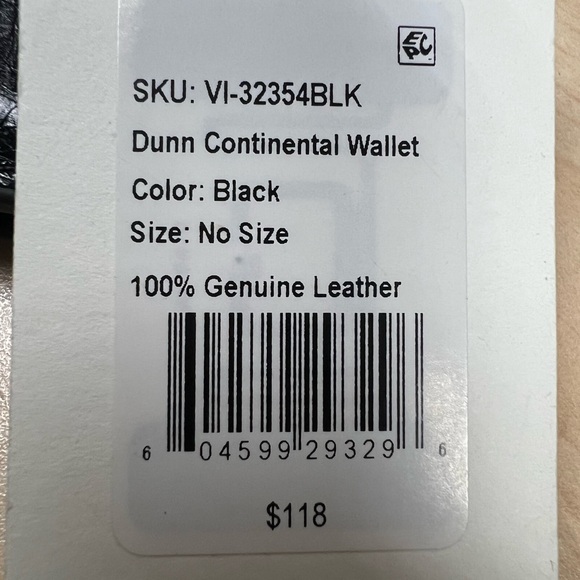 EPC
SKU: VI-32354BLK
Dunn Continental Wallet
Color: Black
Size: No Size
100% Genuine Leather
6 04599 29329 6
$118